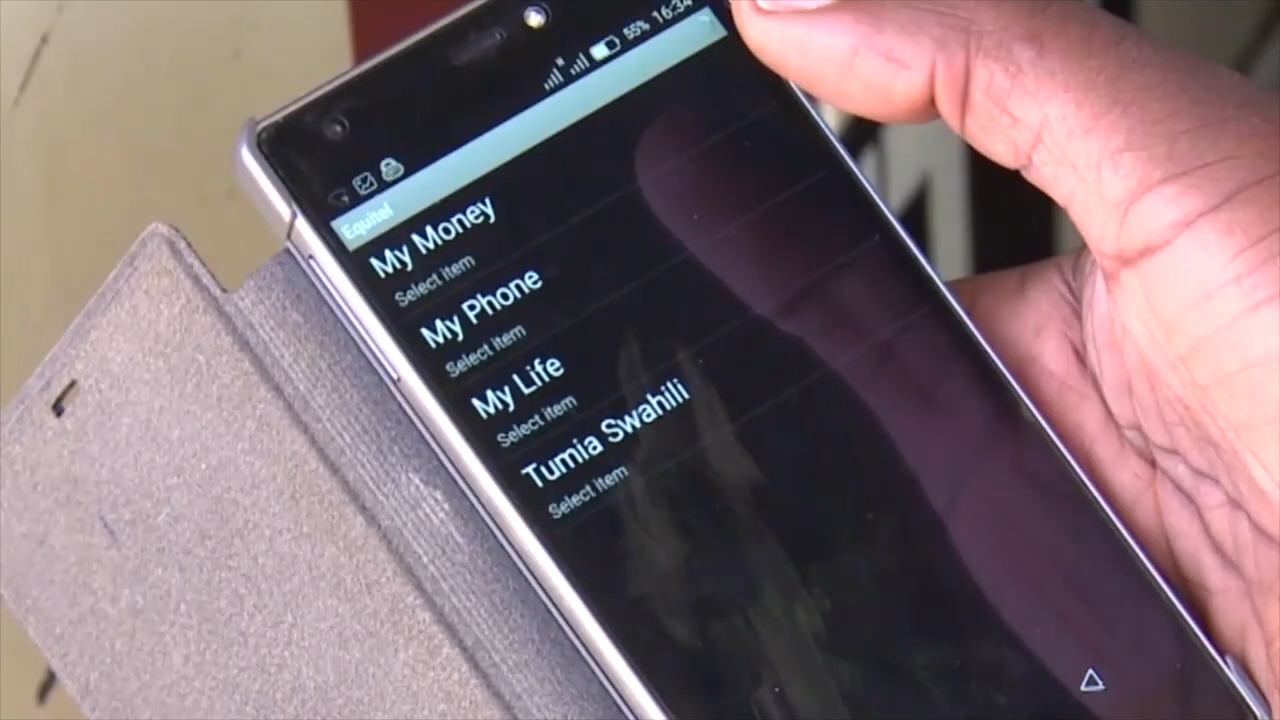 55% 16:34
Equitel
My Money
Select item
My Phone
Select item
My Life
Select item
Tumia Swahili
Select item